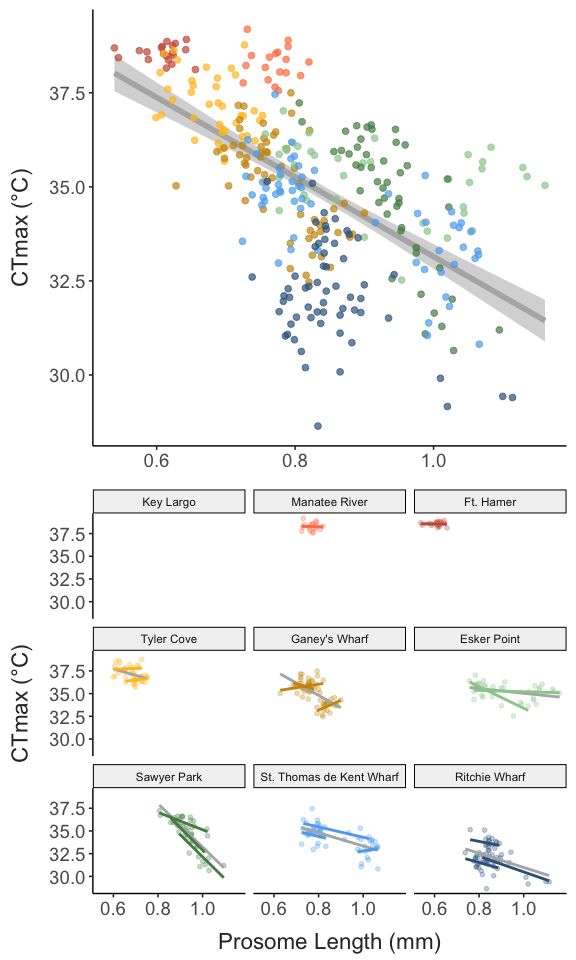 CTmax (°C)
37.5
35.0
32.5
30.0
0.6 0.8 1.0
Key Largo Manatee River Ft. Hamer
37.5
35.0
32.5
30.0
Tyler Cove Ganey's Wharf Esker Point
CTmax (°C)
37.5
35.0
32.5
30.0
Sawyer Park St. Thomas de Kent Wharf Ritchie Wharf
37.5
35.0
32.5
30.0
0.6 0.8 1.0 0.6 0.8 1.0 0.6 0.8 1.0
Prosome Length (mm)